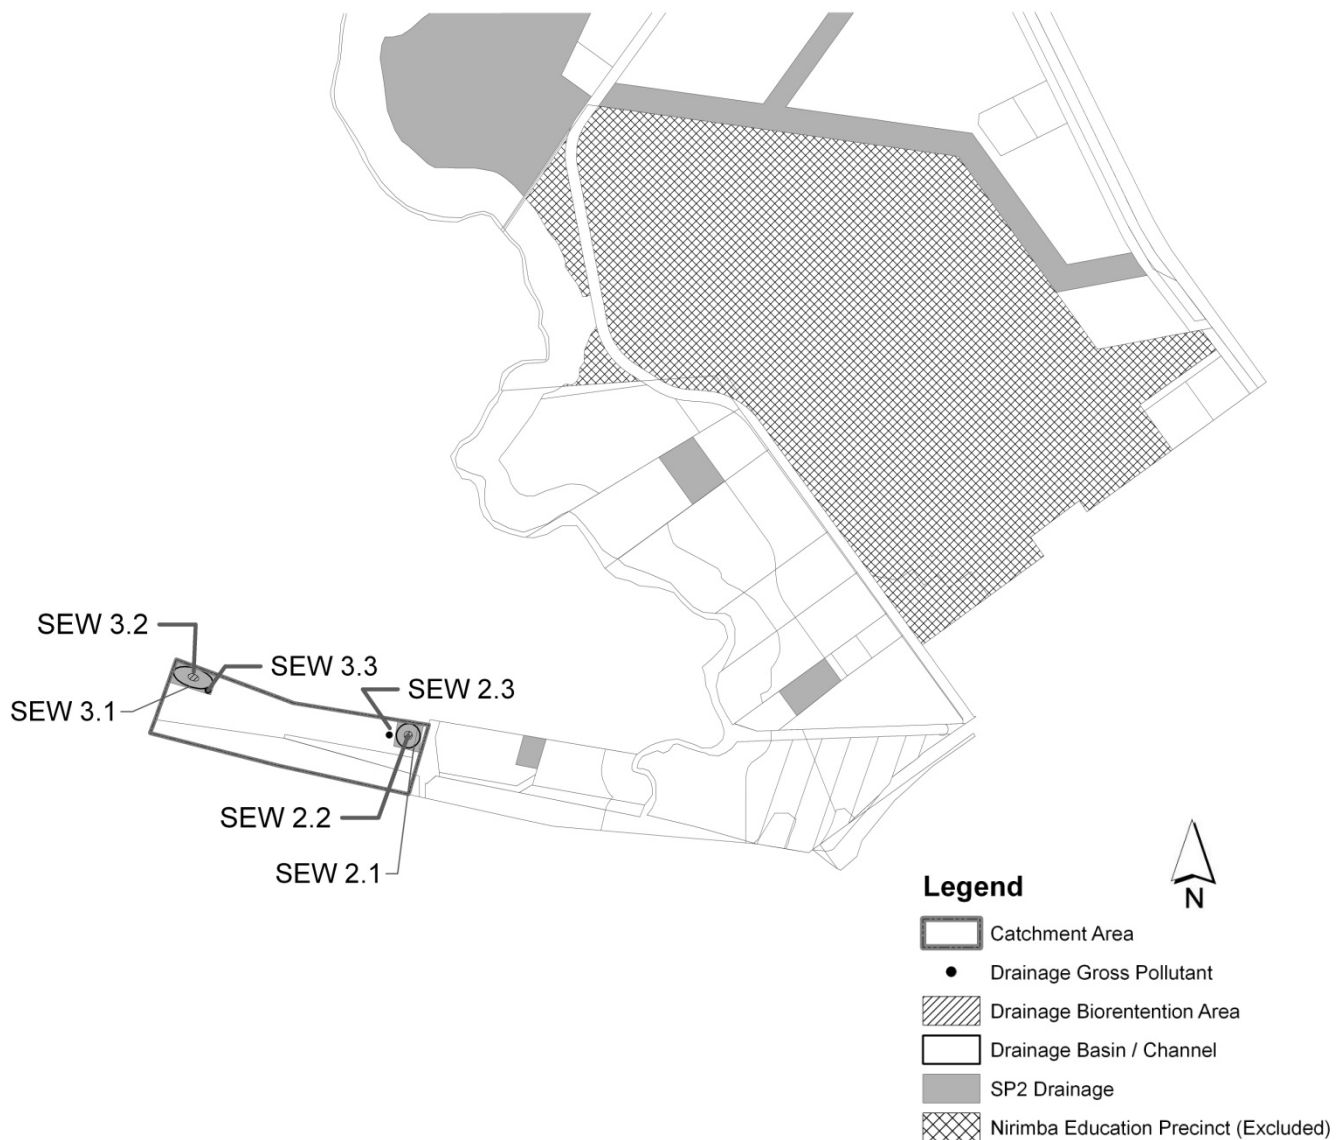 SEW 3.2
SEW 3.3
SEW 2.3
SEW 3.1
SEW 2.2
SEW 2.1
N
Legend
Catchment Area
Drainage Gross Pollutant
Drainage Biorentention Area
Drainage Basin / Channel
SP2 Drainage
Nirimba Education Precinct (Excluded)